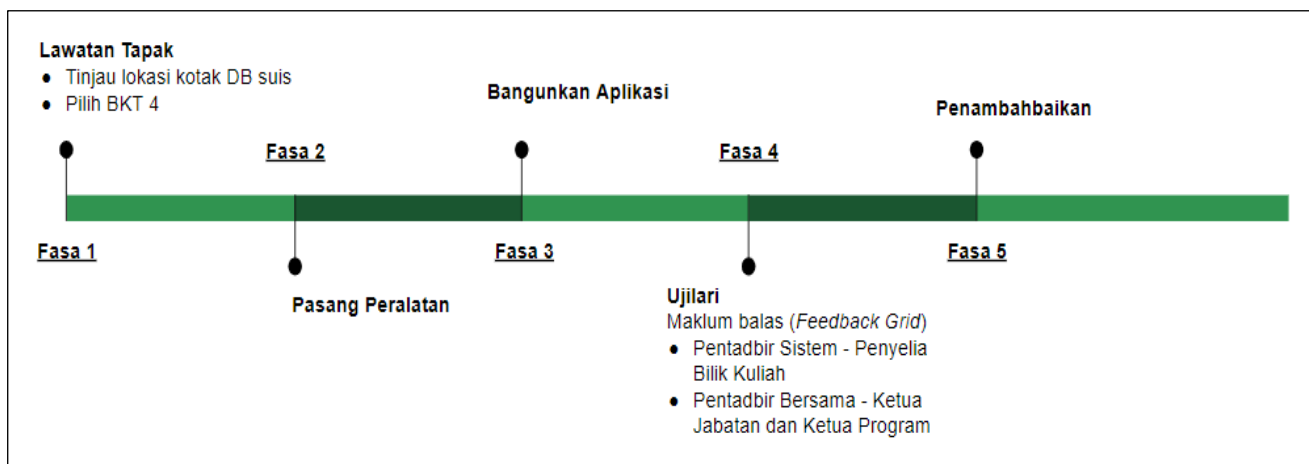 Lawatan Tapak
● Tinjau lokasi kotak DB suis
● Pilih BKT 4
Bangunkan Aplikasi
Penambahbaikan
Fasa 2
Fasa 4
Fasa 1
Fasa 3
Fasa 5
Pasang Peralatan
Ujilari
Maklum balas (Feedback Grid)
● Pentadbir Sistem - Penyelia
Bilik Kuliah
● Pentadbir Bersama - Ketua
Jabatan dan Ketua Program